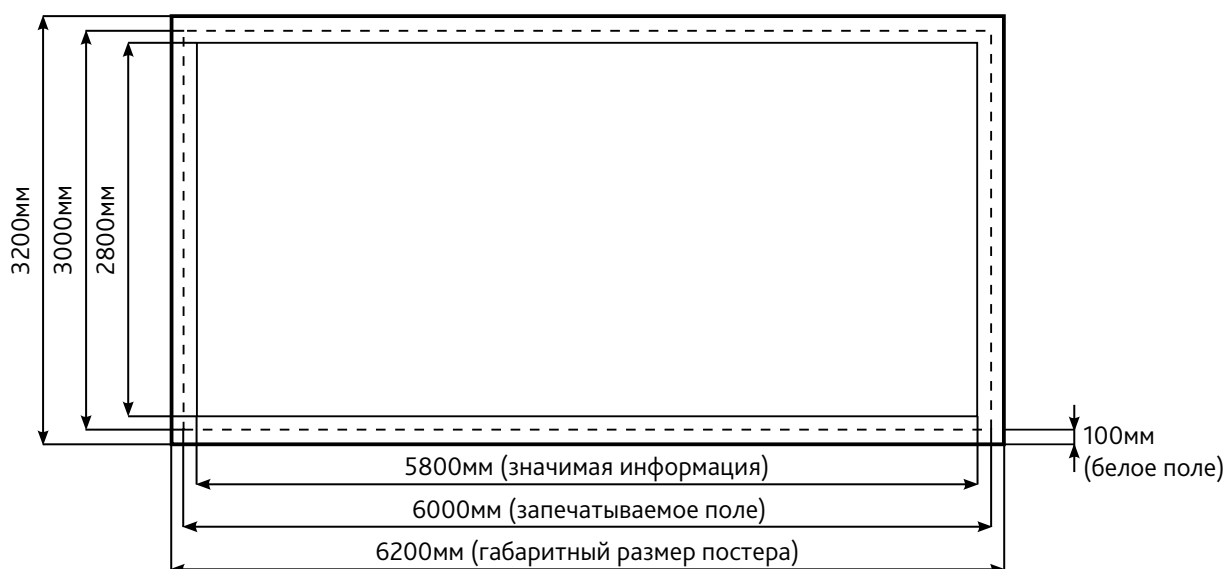 3200мм
3000мм
2800мм
100мм
(белое поле)
5800мм (значимая информация)
6000мм (запечатываемое поле)
6200мм (габаритный размер постера)